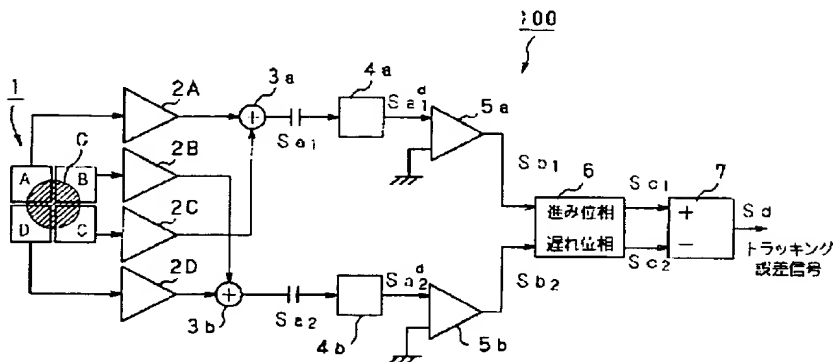 100
1
2A
3a
4a
Sa1
Sa1d
5a
C
A
B
D
C
2B
2C
2D
Sb1
6
進み位相
遅れ位相
Sc1
Sc2
7
+
−
Sd
トラッキング
誤差信号
+
+
3b
Sa2
4b
Sa2d
5b
Sb2